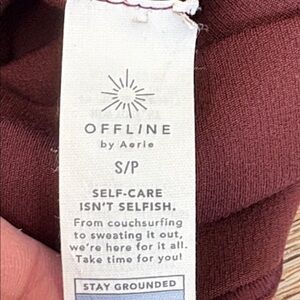 OFFLINE
by Aerie
S/P
SELF-CARE
ISN'T SELFISH.
From couchsurfing
to sweating it out,
we're here for it all.
Take time for you!
STAY GROUNDED